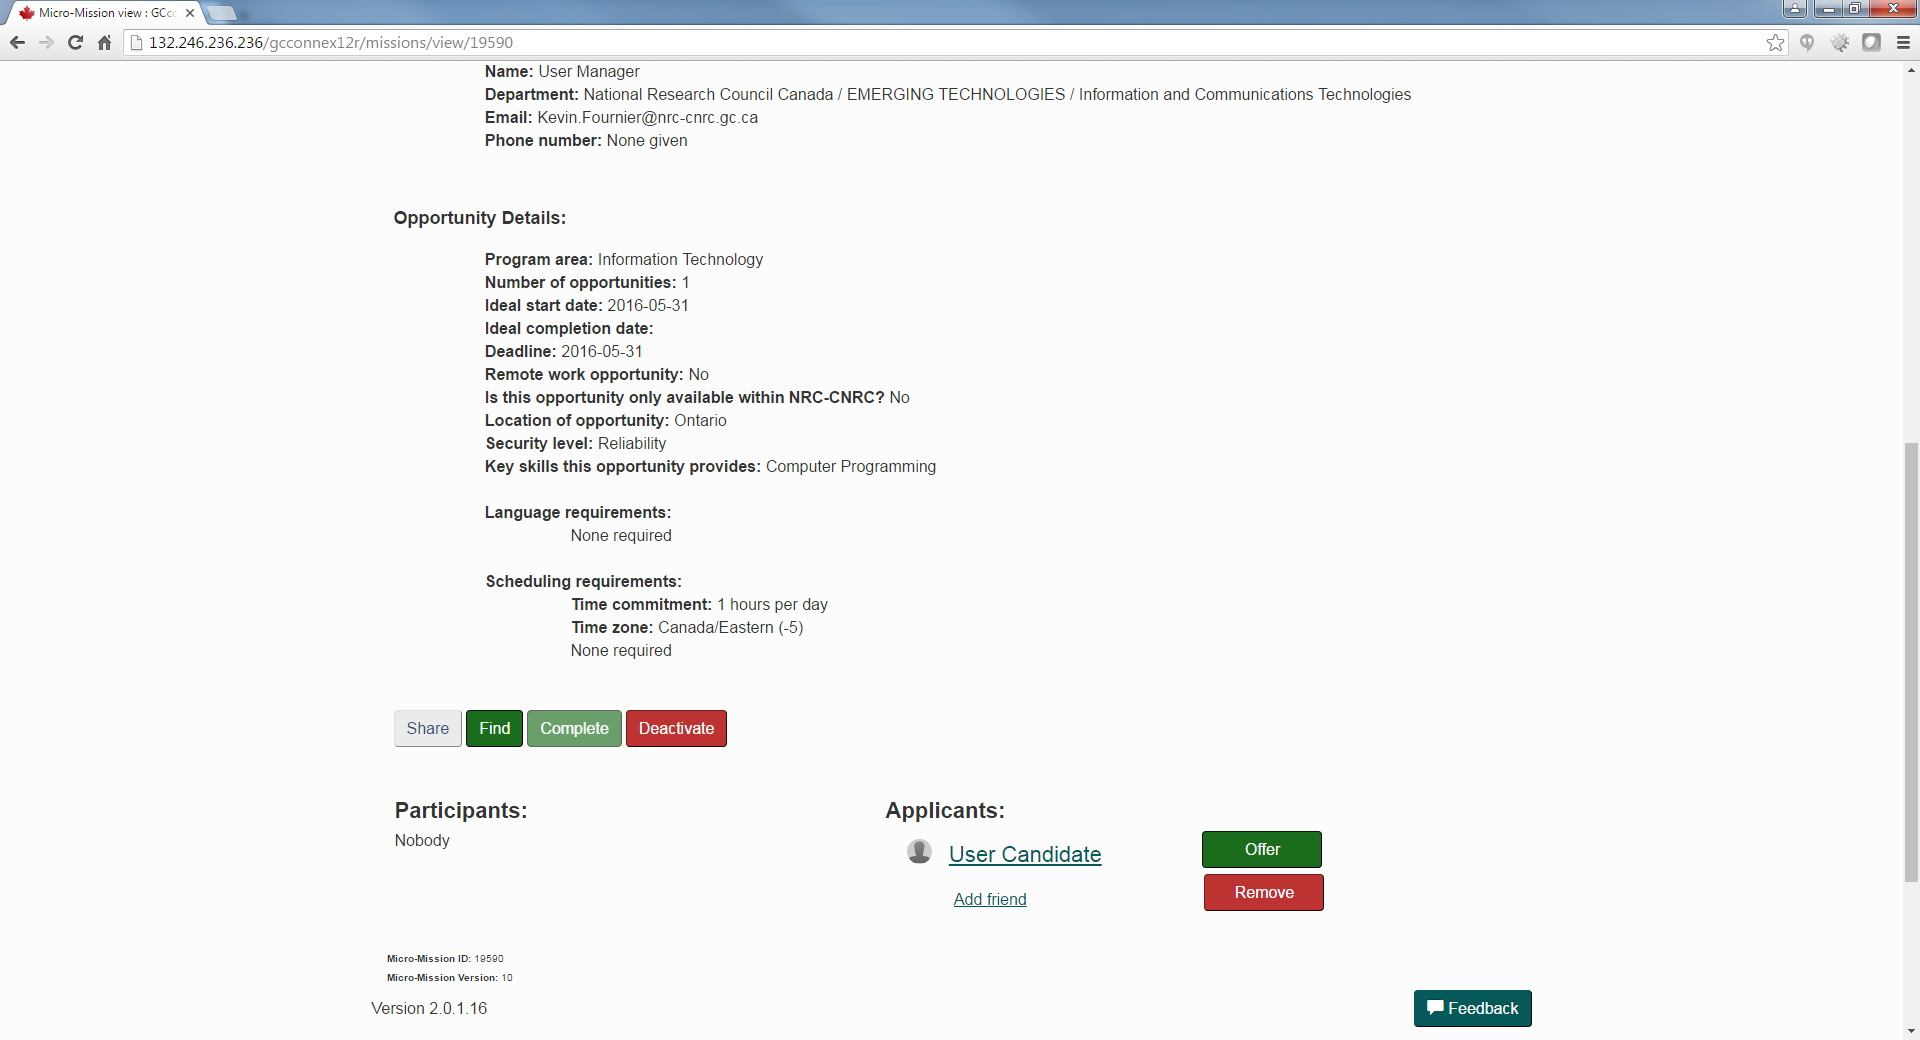 Micro-Mission view : GCc
132.246.236.236/gcconnex12r/missions/view/19590
Name: User Manager
Department: National Research Council Canada / EMERGING TECHNOLOGIES / Information and Communications Technologies
Email: Kevin.Fournier@nrc-cnrc.gc.ca
Phone number: None given
Opportunity Details:
Program area: Information Technology
Number of opportunities: 1
Ideal start date: 2016-05-31
Ideal completion date:
Deadline: 2016-05-31
Remote work opportunity: No
Is this opportunity only available within NRC-CNRC? No
Location of opportunity: Ontario
Security level: Reliability
Key skills this opportunity provides: Computer Programming
Language requirements:
None required
Scheduling requirements:
Time commitment: 1 hours per day
Time zone: Canada/Eastern (-5)
None required
Share Find Complete Deactivate
Participants:
Nobody
Applicants:
User Candidate
Add friend
Offer
Remove
Micro-Mission ID: 19590
Micro-Mission Version: 10
Version 2.0.1.16
Feedback